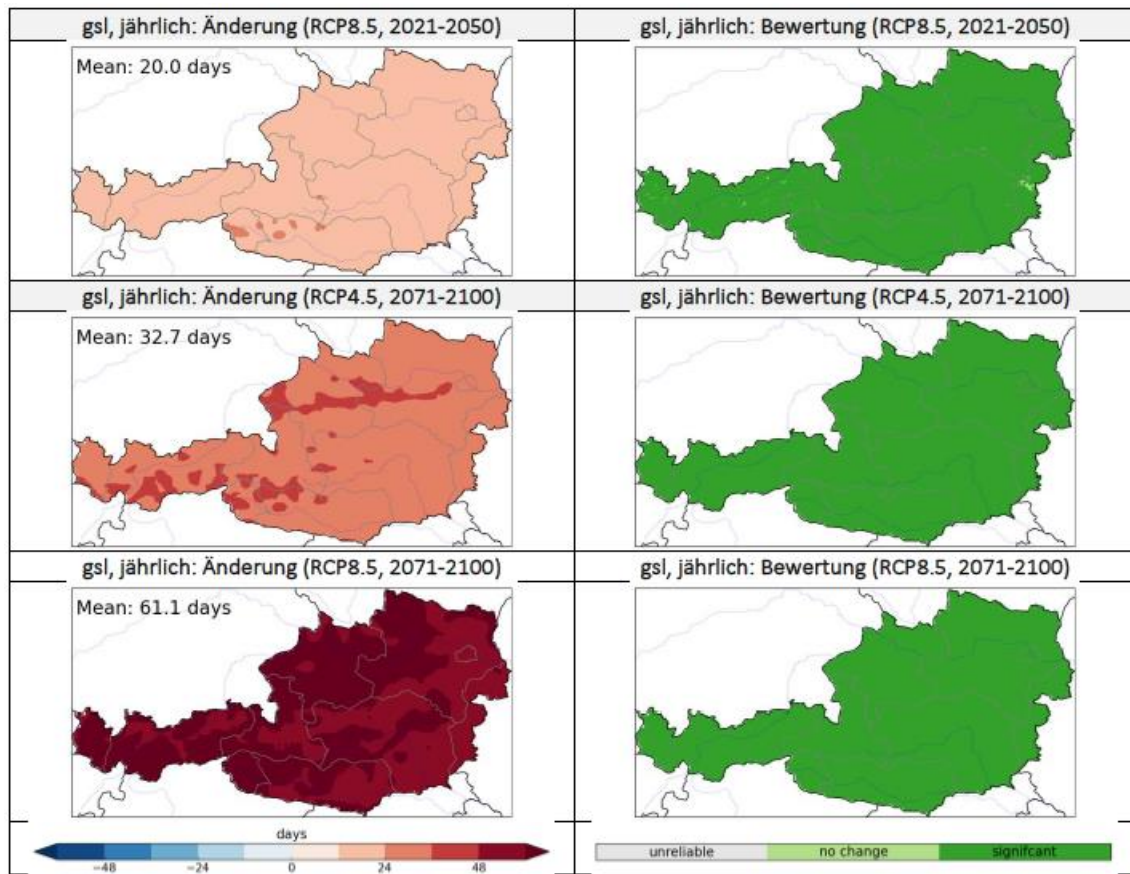 gsl, jährlich: Änderung (RCP8.5, 2021-2050)
gsl, jährlich: Bewertung (RCP8.5, 2021-2050)
Mean: 20.0 days
gsl, jährlich: Änderung (RCP4.5, 2071-2100)
gsl, jährlich: Bewertung (RCP4.5, 2071-2100)
Mean: 32.7 days
gsl, jährlich: Änderung (RCP8.5, 2071-2100)
gsl, jährlich: Bewertung (RCP8.5, 2071-2100)
Mean: 61.1 days
days
−48 −24 0 24 48
unreliable no change signifcant